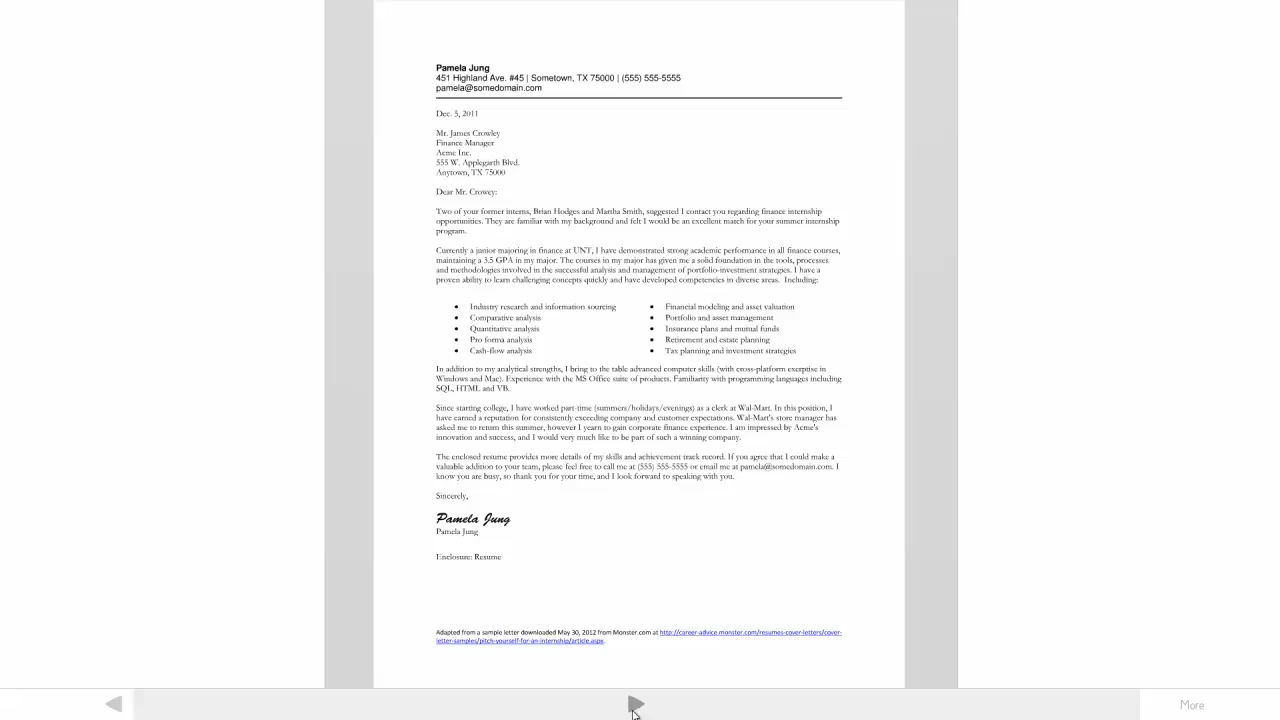 Pamela Jung
451 Highland Ave. #45 | Sometown, TX 75000 | (555) 555-5555
pamela@somedomain.com
Dec. 5, 2011
Mr. James Crowley
Finance Manager
Acme Inc.
555 W. Applegarth Blvd.
Anytown, TX 75000
Dear Mr. Crowey:
Two of your former interns, Brian Hodges and Martha Smith, suggested I contact you regarding finance internship
opportunities. They are familiar with my background and felt I would be an excellent match for your summer internship
program.
Currently a junior majoring in finance at UNT, I have demonstrated strong academic performance in all finance courses,
maintaining a 3.5 GPA in my major. The courses in my major has given me a solid foundation in the tools, processes
and methodologies involved in the successful analysis and management of portfolio-investment strategies. I have a
proven ability to learn challenging concepts quickly and have developed competencies in diverse areas. Including:
• Industry research and information sourcing
• Comparative analysis
• Quantitative analysis
• Pro forma analysis
• Cash-flow analysis
• Financial modeling and asset valuation
• Portfolio and asset management
• Insurance plans and mutual funds
• Retirement and estate planning
• Tax planning and investment strategies
In addition to my analytical strengths, I bring to the table advanced computer skills (with cross-platform exerptise in
Windows and Mac). Experience with the MS Office suite of products. Familiarity with programming languages including
SQL, HTML and VB.
Since starting college, I have worked part-time (summers/holidays/evenings) as a clerk at Wal-Mart. In this position, I
have earned a reputation for consistently exceeding company and customer expectations. Wal-Mart's store manager has
asked me to return this summer, however I yearn to gain corporate finance experience. I am impressed by Acme's
innovation and success, and I would very much like to be part of such a winning company.
The enclosed resume provides more details of my skills and achievement track record. If you agree that I could make a
valuable addition to your team, please feel free to call me at (555) 555-5555 or email me at pamela@somedomain.com. I
know you are busy, so thank you for your time, and I look forward to speaking with you.
Sincerely,
Pamela Jung
Pamela Jung
Enclosure: Resume
Adapted from a sample letter downloaded May 30, 2012 from Monster.com at http://career-advice.monster.com/resumes-cover-letters/cover-
letter-samples/pitch-yourself-for-an-internship/article.aspx.
More